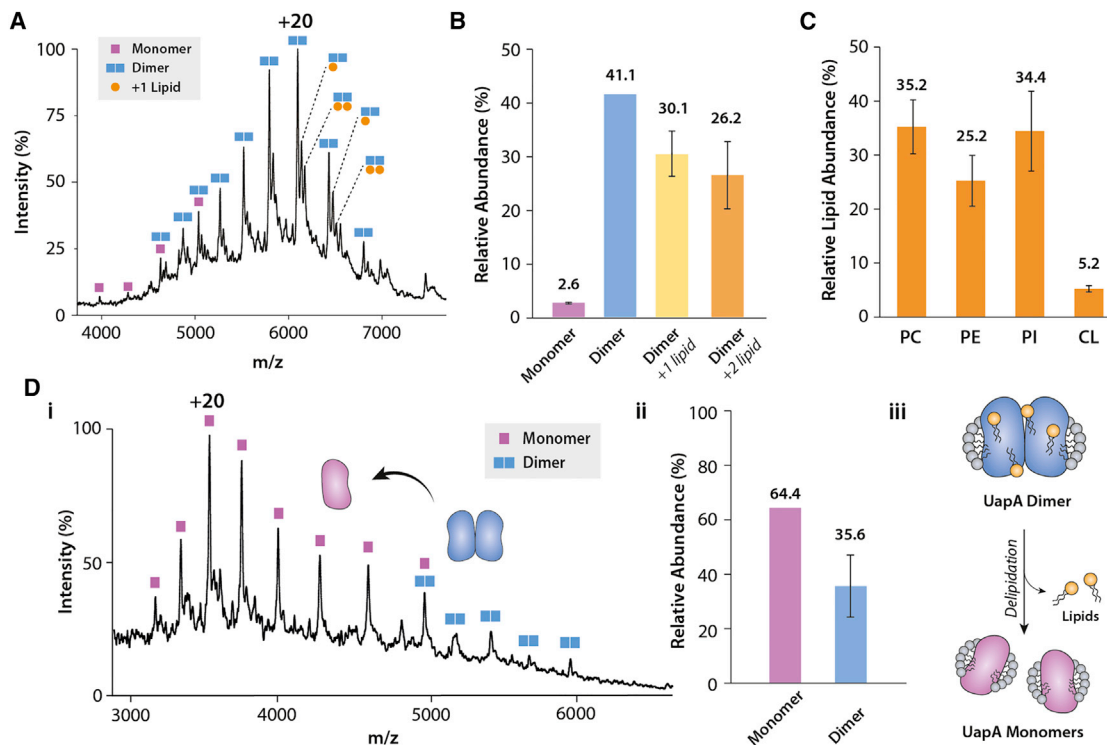 A
+20
Monomer
Dimer
+1 Lipid
Intensity (%)
100
75
50
25
0
4000 5000 6000 7000
m/z
B
Relative Abundance (%)
50
40
30
20
10
0
2.6
41.1
30.1
26.2
Monomer
Dimer
Dimer
+1 lipid
Dimer
+2 lipid
C
Relative Lipid Abundance (%)
50
40
30
20
10
0
35.2
25.2
34.4
5.2
PC PE PI CL
D
i
+20
Monomer
Dimer
Intensity (%)
100
50
0
3000 4000 5000 6000
m/z
ii
Relative Abundance (%)
100
80
60
40
60
80
0
64.4
35.6
Monomer
Dimer
iii
UapA Dimer
Delipidation
Lipids
UapA Monomers